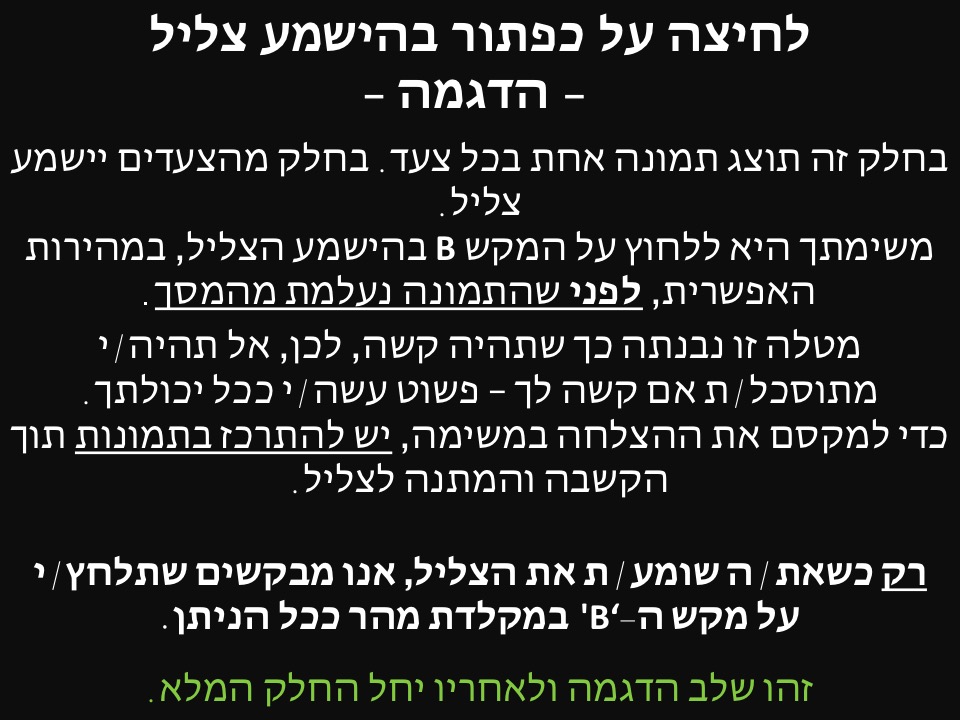 לחיצה על כפתור בהישמע צליל
– הדגמה –
בחלק זה תוצג תמונה אחת בכל צעד. בחלק מהצעדים יישמע
צליל.
משימתך היא ללחוץ על המקש B בהישמע הצליל, במהירות
האפשרית, לפני שהתמונה נעלמת מהמסך.
מטלה זו נבנתה כך שתהיה קשה, לכן, אל תהיה/י
מתוסכל/ת אם קשה לך – פשוט עשה/י ככל יכולתך.
כדי למקסם את ההצלחה במשימה, יש להתרכז בתמונות תוך
הקשבה והמתנה לצליל.
רק כשאת/ה שומע/ת את הצליל, אנו מבקשים שתלחץ/י
על מקש ה-‘B' במקלדת מהר ככל הניתן.
זהו שלב הדגמה ולאחריו יחל החלק המלא.